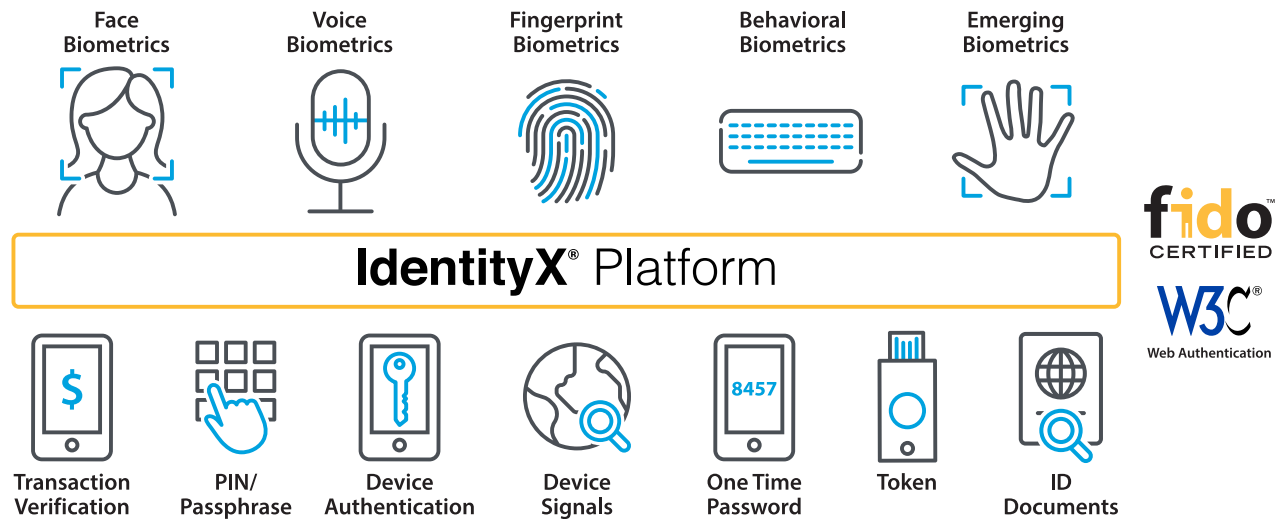 Face
Biometrics
Voice
Biometrics
Fingerprint
Biometrics
Behavioral
Biometrics
Emerging
Biometrics
fido™
CERTIFIED
IdentityX® Platform
W3C®
Web Authentication
$
8457
Transaction
Verification
PIN/
Passphrase
Device
Authentication
Device
Signals
One Time
Password
Token
ID
Documents